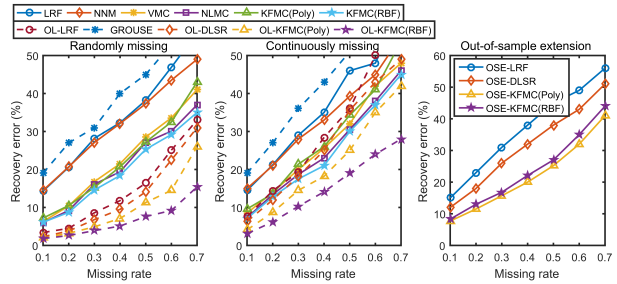 LRF NNM VMC NLMC KFMC(Poly) KFMC(RBF)
OL-LRF GROUSE OL-DLSR OL-KFMC(Poly) OL-KFMC(RBF)
Randomly missing
50
40
30
20
10
0
Recovery error (%)
0.1 0.2 0.3 0.4 0.5 0.6 0.7
Missing rate
Continuously missing
50
40
30
20
10
0
Recovery error (%)
0.1 0.2 0.3 0.4 0.5 0.6 0.7
Missing rate
Out-of-sample extension
OSE-LRF
OSE-DLSR
OSE-KFMC(Poly)
OSE-KFMC(RBF)
60
50
40
30
20
10
0
Recovery error (%)
0.1 0.2 0.3 0.4 0.5 0.6 0.7
Missing rate